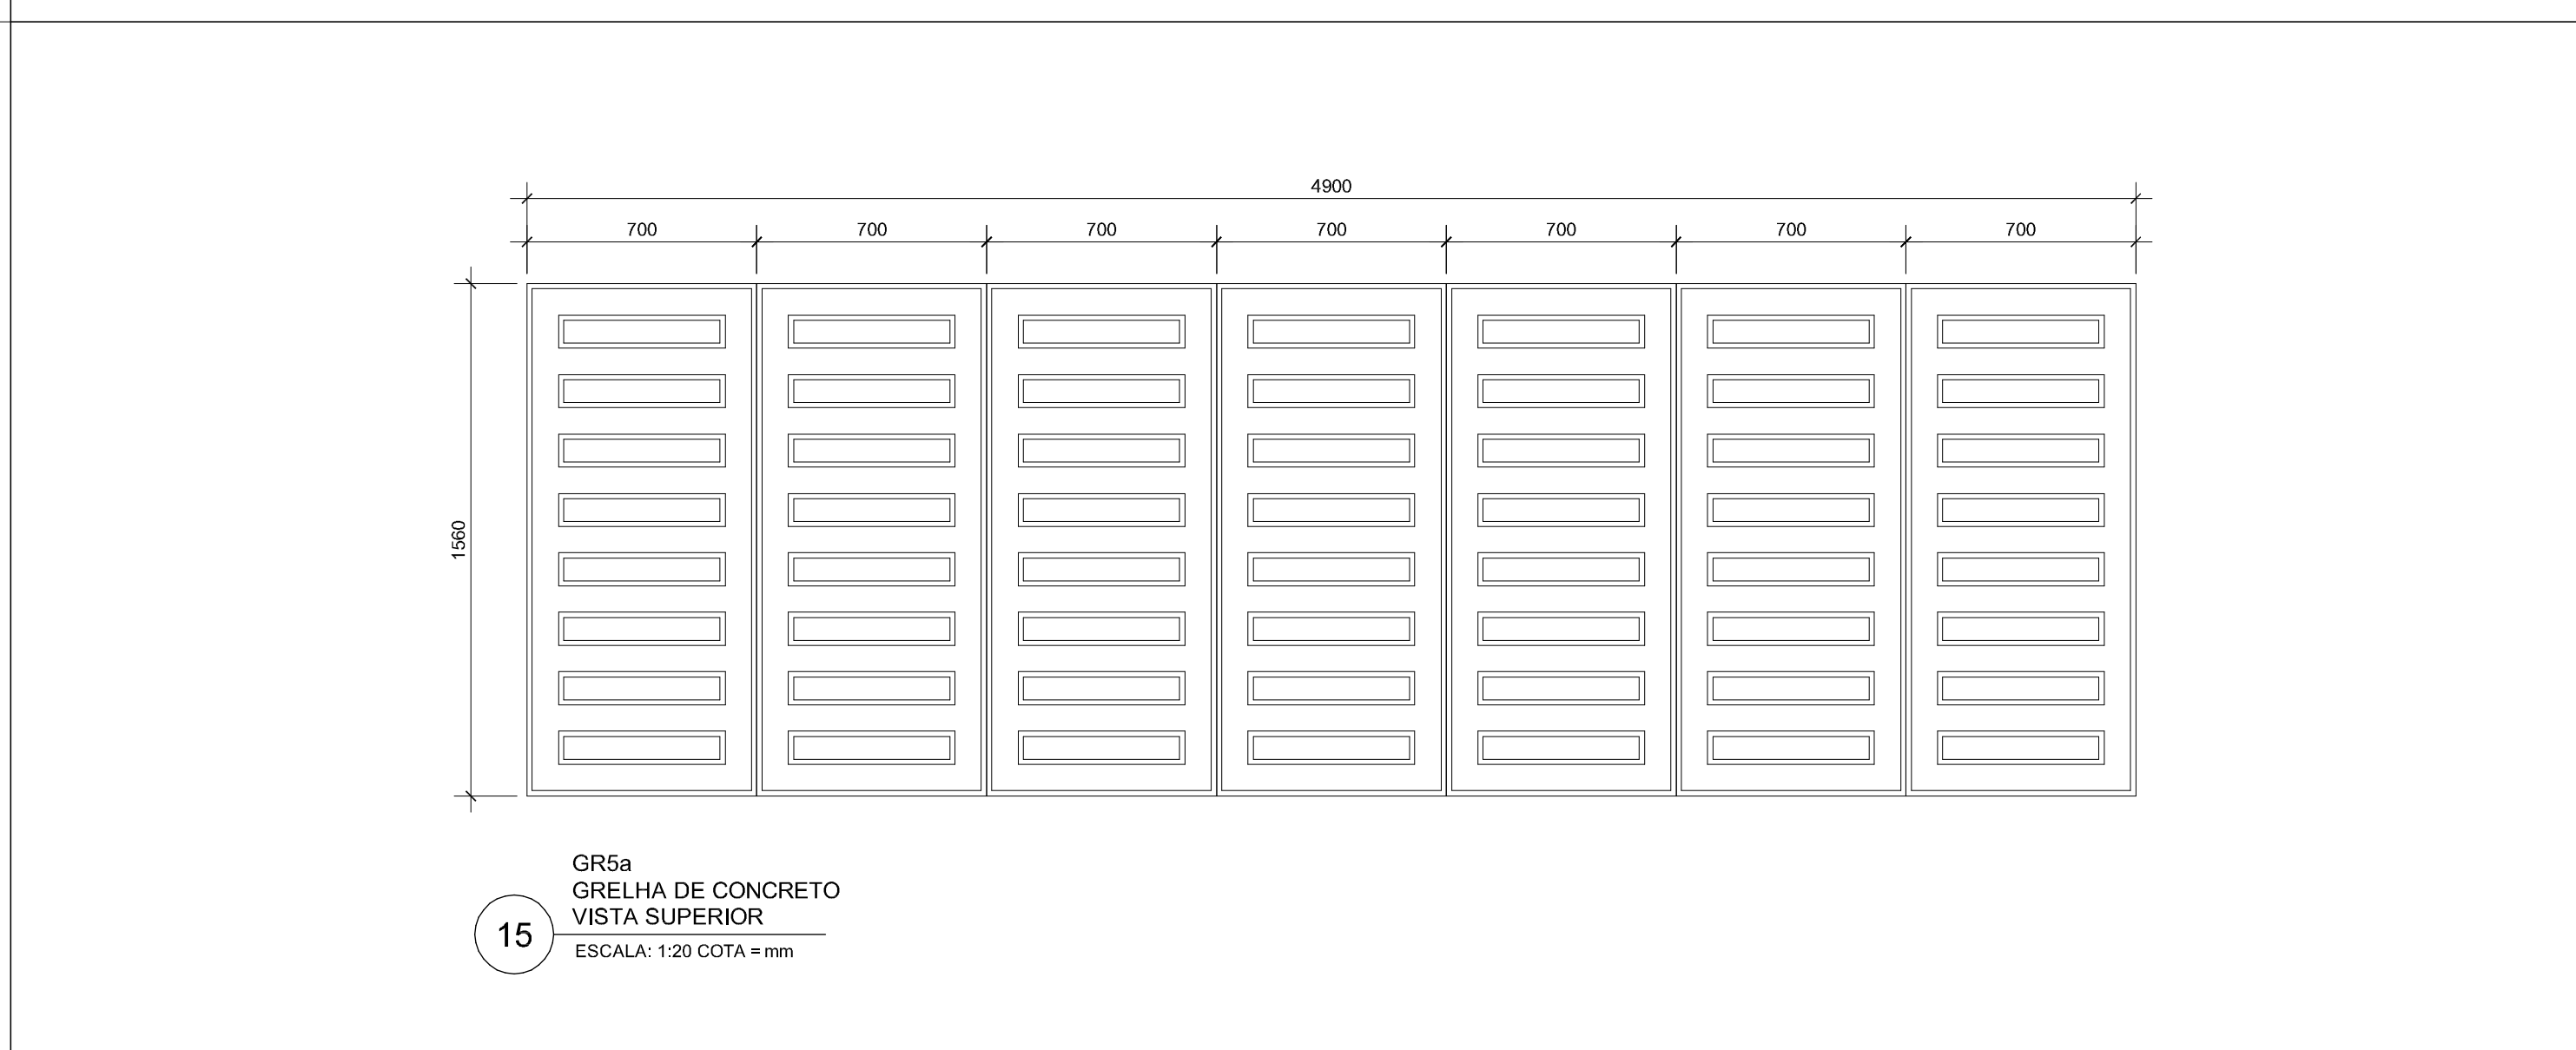 4900
700 700 700 700 700 700 700
1560
GR5a
GRELHA DE CONCRETO
VISTA SUPERIOR
15
ESCALA: 1:20 COTA = mm